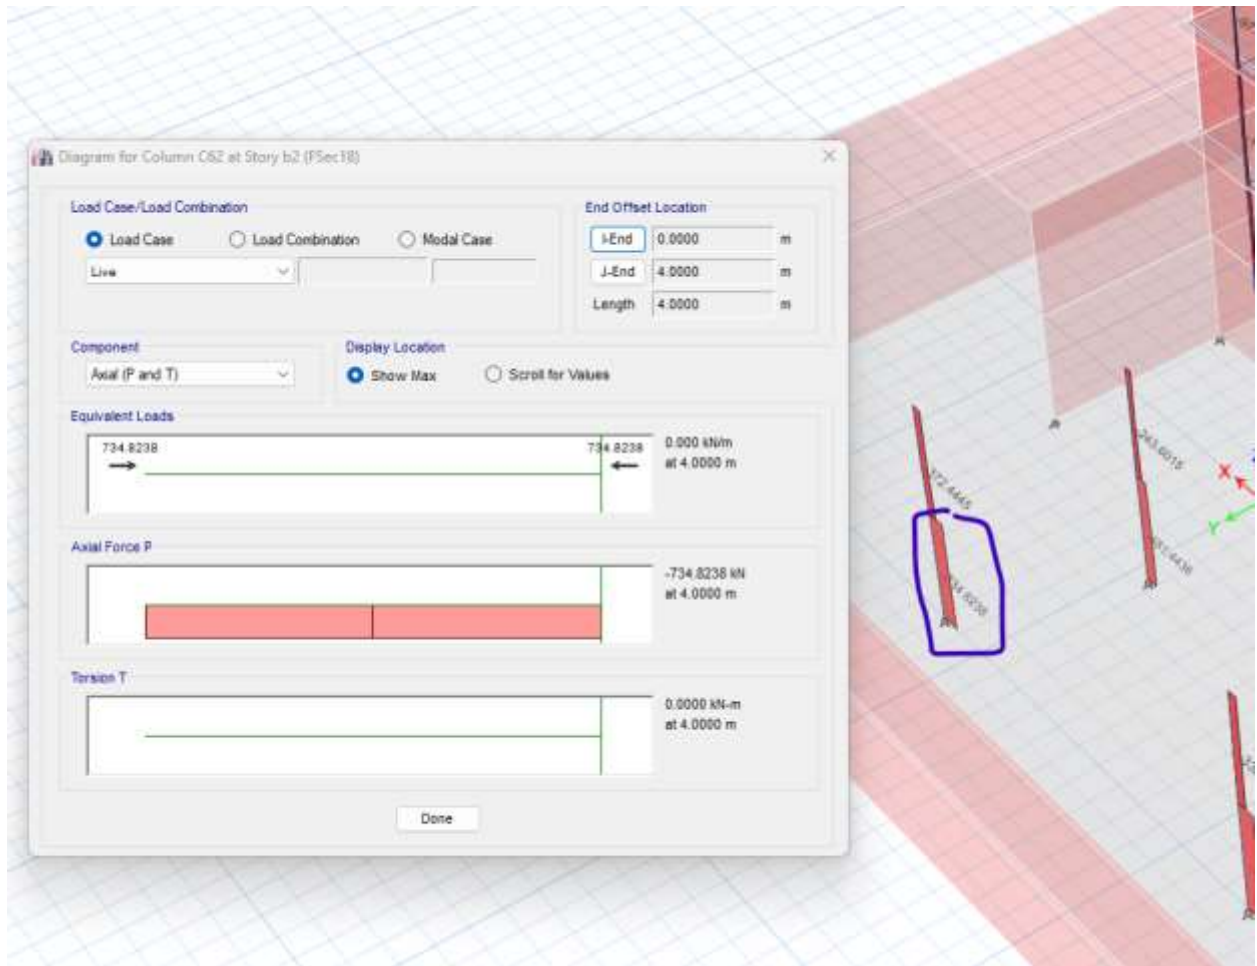 Diagram for Column C62 at Story b2 (FSec18)
Load Case/Load Combination
Load Case
Load Combination
Modal Case
Live
End Offset Location
I-End 0.0000 m
J-End 4.0000 m
Length 4.0000 m
Component
Axial (P and T)
Display Location
Show Max
Scroll for Values
Equivalent Loads
734.8238 734.8238
0.000 kN/m
at 4.0000 m
Axial Force P
-734.8238 kN
at 4.0000 m
Torsion T
0.0000 kN-m
at 4.0000 m
Done
372.4445
243.6015
X
Y